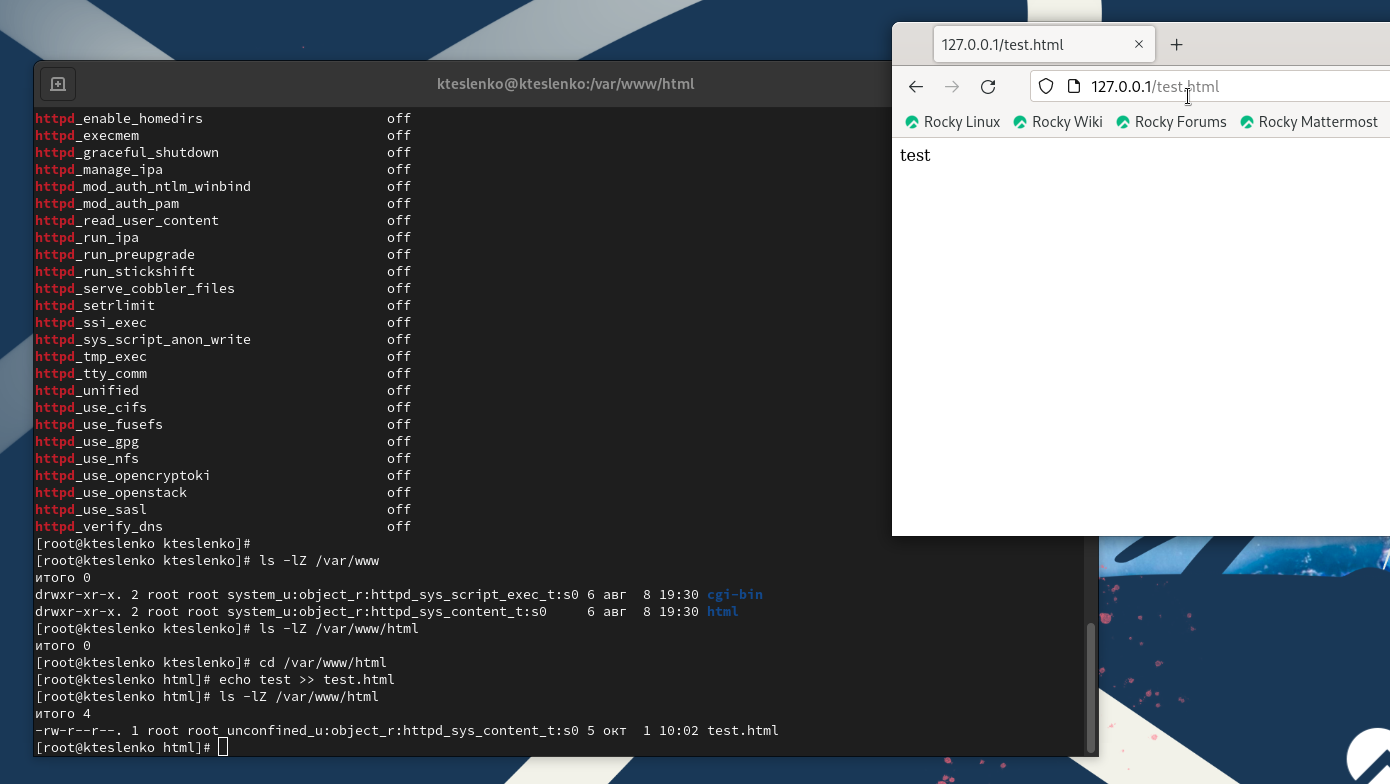 kteslenko@kteslenko:/var/www/html
httpd_enable_homedirs off
httpd_execmem off
httpd_graceful_shutdown off
httpd_manage_ipa off
httpd_mod_auth_ntlm_winbind off
httpd_mod_auth_pam off
httpd_read_user_content off
httpd_run_ipa off
httpd_run_preupgrade off
httpd_run_stickshift off
httpd_serve_cobbler_files off
httpd_setrlimit off
httpd_ssi_exec off
httpd_sys_script_anon_write off
httpd_tmp_exec off
httpd_tty_comm off
httpd_unified off
httpd_use_cifs off
httpd_use_fusefs off
httpd_use_gpg off
httpd_use_nfs off
httpd_use_opencryptoki off
httpd_use_openstack off
httpd_use_sasl off
httpd_verify_dns off
[root@kteslenko kteslenko]#
[root@kteslenko kteslenko]# ls -lZ /var/www
итого 0
drwxr-xr-x. 2 root root system_u:object_r:httpd_sys_script_exec_t:s0 6 авг  8 19:30 cgi-bin
drwxr-xr-x. 2 root root system_u:object_r:httpd_sys_content_t:s0     6 авг  8 19:30 html
[root@kteslenko kteslenko]# ls -lZ /var/www/html
итого 0
[root@kteslenko kteslenko]# cd /var/www/html
[root@kteslenko html]# echo test >> test.html
[root@kteslenko html]# ls -lZ /var/www/html
итого 4
-rw-r--r--. 1 root root unconfined_u:object_r:httpd_sys_content_t:s0 5 окт  1 10:02 test.html
[root@kteslenko html]#
127.0.0.1/test.html
127.0.0.1/test.html
Rocky Linux Rocky Wiki Rocky Forums Rocky Mattermost
test